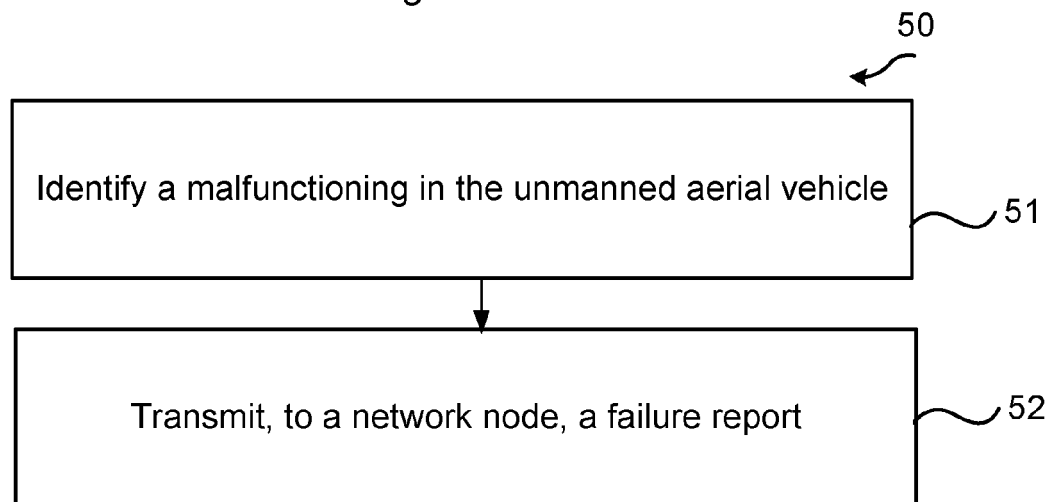 50
Identify a malfunctioning in the unmanned aerial vehicle
51
Transmit, to a network node, a failure report
52